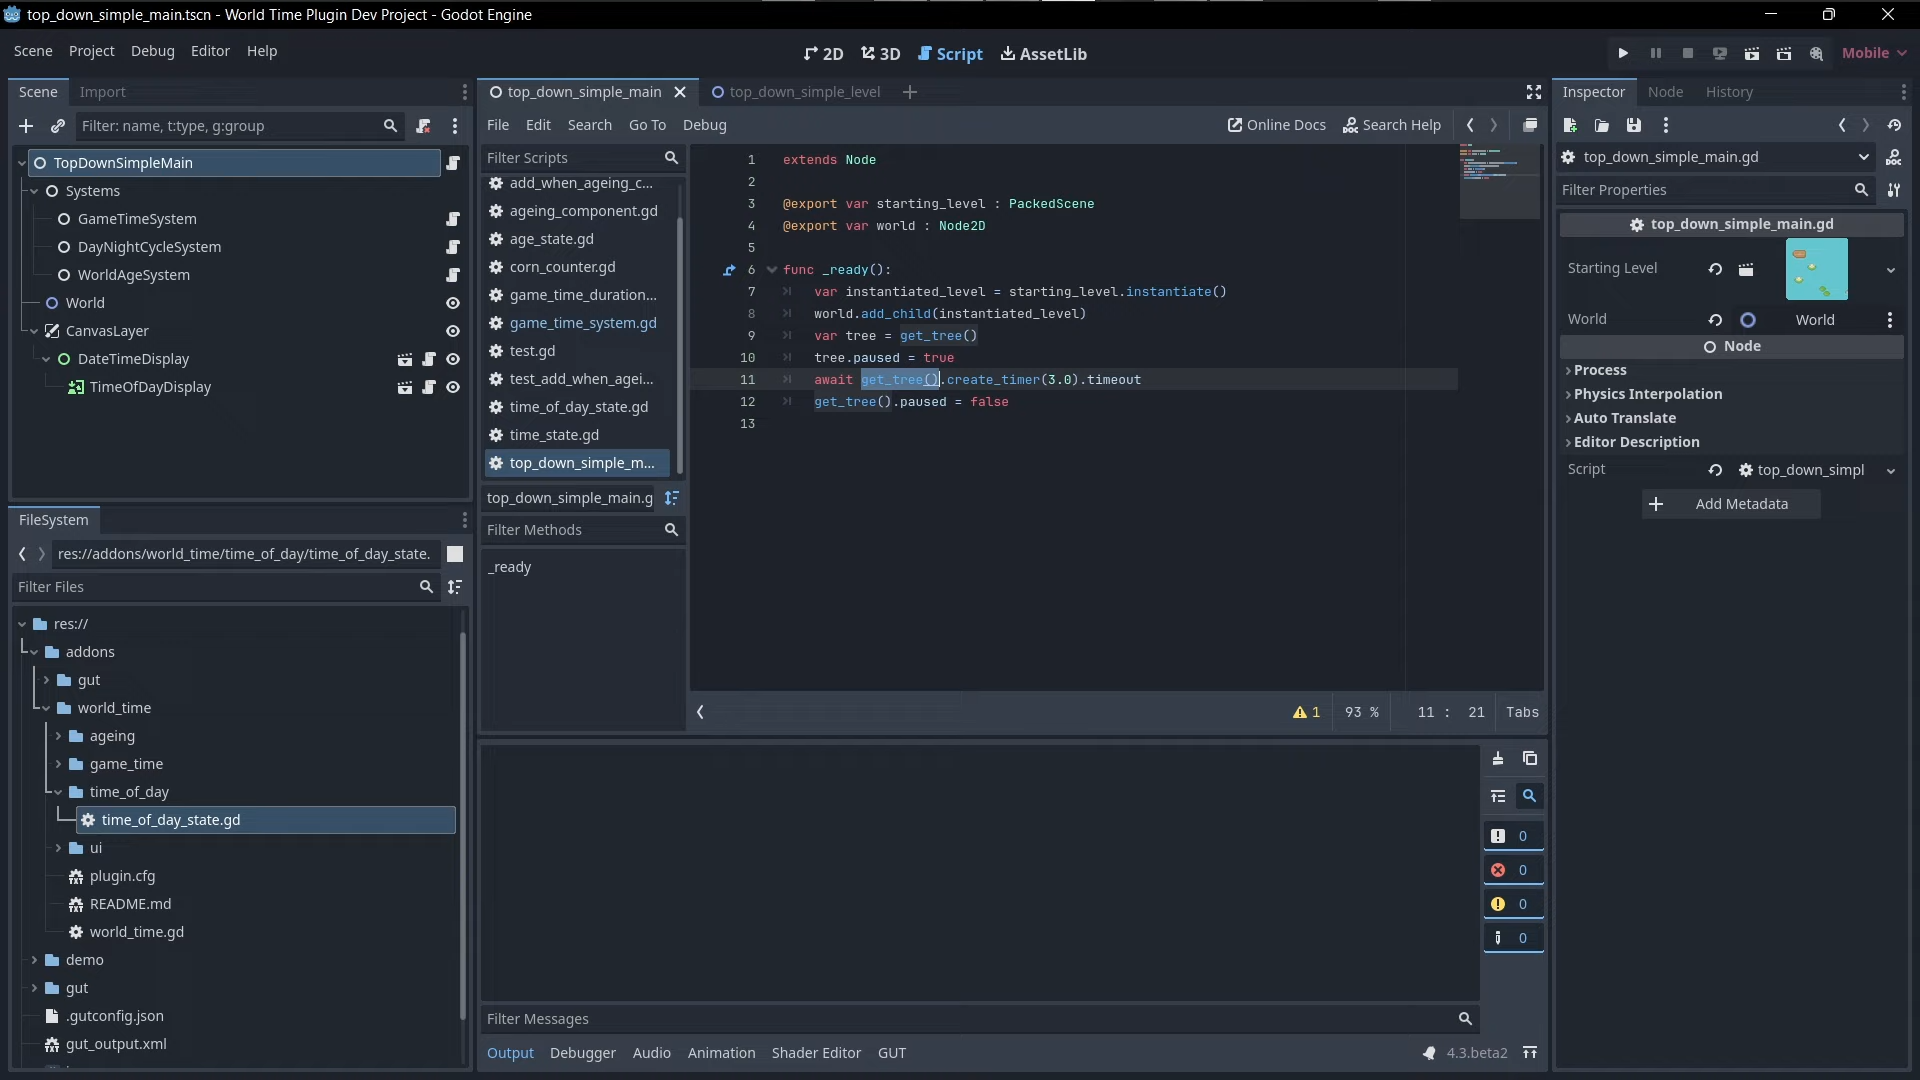 top_down_simple_main.tscn - World Time Plugin Dev Project - Godot Engine
Scene Project Debug Editor Help
2D 3D Script AssetLib
Mobile
Scene Import
Filter: name, t:type, g:group
TopDownSimpleMain
Systems
GameTimeSystem
DayNightCycleSystem
WorldAgeSystem
World
CanvasLayer
DateTimeDisplay
TimeOfDayDisplay
FileSystem
res://addons/world_time/time_of_day/time_of_day_state.
Filter Files
res://
addons
gut
world_time
ageing
game_time
time_of_day
time_of_day_state.gd
ui
plugin.cfg
README.md
world_time.gd
demo
gut
.gutconfig.json
gut_output.xml
top_down_simple_main top_down_simple_level
File Edit Search Go To Debug
Online Docs Search Help
Filter Scripts
add_when_ageing_c...
ageing_component.gd
age_state.gd
corn_counter.gd
game_time_duration...
game_time_system.gd
test.gd
test_add_when_agei...
time_of_day_state.gd
time_state.gd
top_down_simple_m...
top_down_simple_main.g
Filter Methods
_ready
1 extends Node
2
3 @export var starting_level : PackedScene
4 @export var world : Node2D
5
6 func _ready():
7 var instantiated_level = starting_level.instantiate()
8 world.add_child(instantiated_level)
9 var tree = get_tree()
10 tree.paused = true
11 await get_tree().create_timer(3.0).timeout
12 get_tree().paused = false
13
1 93 % 11 : 21 Tabs
0
0
0
0
Filter Messages
Output Debugger Audio Animation Shader Editor GUT
4.3.beta2
Inspector Node History
top_down_simple_main.gd
Filter Properties
top_down_simple_main.gd
Starting Level
World World
Node
Process
Physics Interpolation
Auto Translate
Editor Description
Script top_down_simpl
Add Metadata